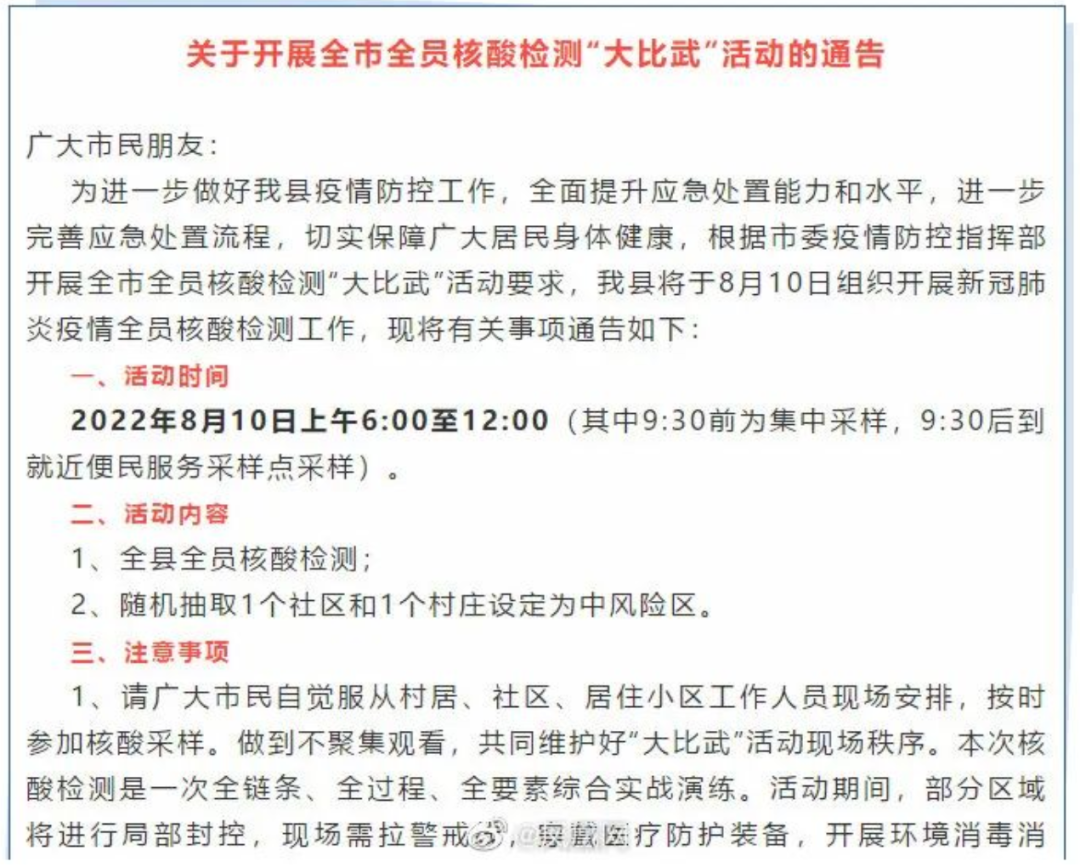 关于开展全市全员核酸检测“大比武”活动的通告
广大市民朋友：
为进一步做好我县疫情防控工作，全面提升应急处置能力和水平，进一步
完善应急处置流程，切实保障广大居民身体健康，根据市委疫情防控指挥部
开展全市全员核酸检测“大比武”活动要求，我县将于8月10日组织开展新冠肺
炎疫情全员核酸检测工作，现将有关事项通告如下：
一、活动时间
2022年8月10日上午6:00至12:00（其中9:30前为集中采样，9:30后到
就近便民服务采样点采样）。
二、活动内容
1、全县全员核酸检测；
2、随机抽取1个社区和1个村庄设定为中风险区。
三、注意事项
1、请广大市民自觉服从村居、社区、居住小区工作人员现场安排，按时
参加核酸采样。做到不聚集观看，共同维护好“大比武”活动现场秩序。本次核
酸检测是一次全链条、全过程、全要素综合实战演练。活动期间，部分区域
将进行局部封控，现场需拉警戒，穿戴医疗防护装备，开展环境消毒消